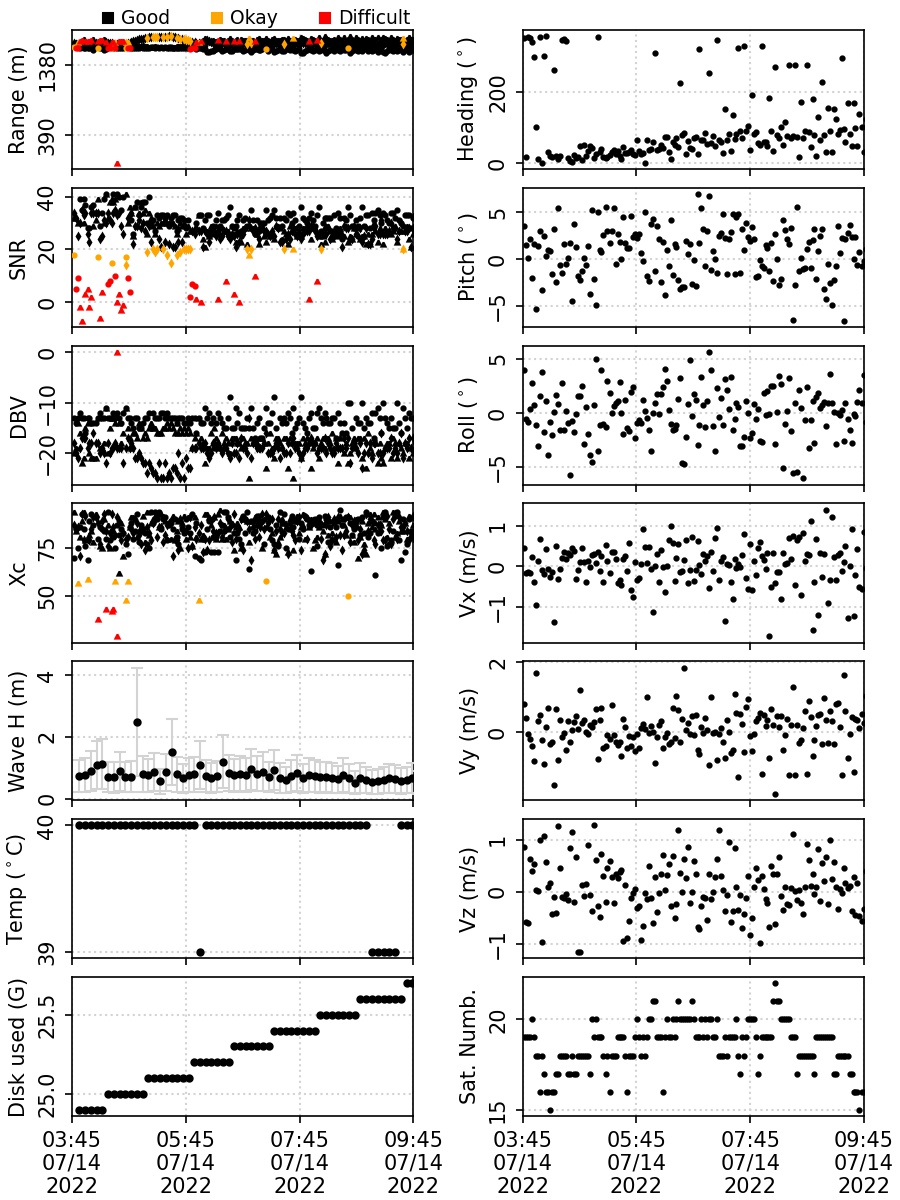 Good Okay Difficult
Range (m)
1380
390
Heading (°)
200
0
SNR
40
20
0
Pitch (°)
5
0
−5
DBV
0
−10
−20
Roll (°)
5
0
−5
Xc
75
50
Vx (m/s)
1
0
−1
Wave H (m)
4
2
0
Vy (m/s)
2
0
Temp (°C)
40
39
Vz (m/s)
1
0
−1
Disk used (G)
25.5
25.0
Sat. Numb.
20
15
03:45 05:45 07:45 09:45
07/14 07/14 07/14 07/14
2022 2022 2022 2022
03:45 05:45 07:45 09:45
07/14 07/14 07/14 07/14
2022 2022 2022 2022